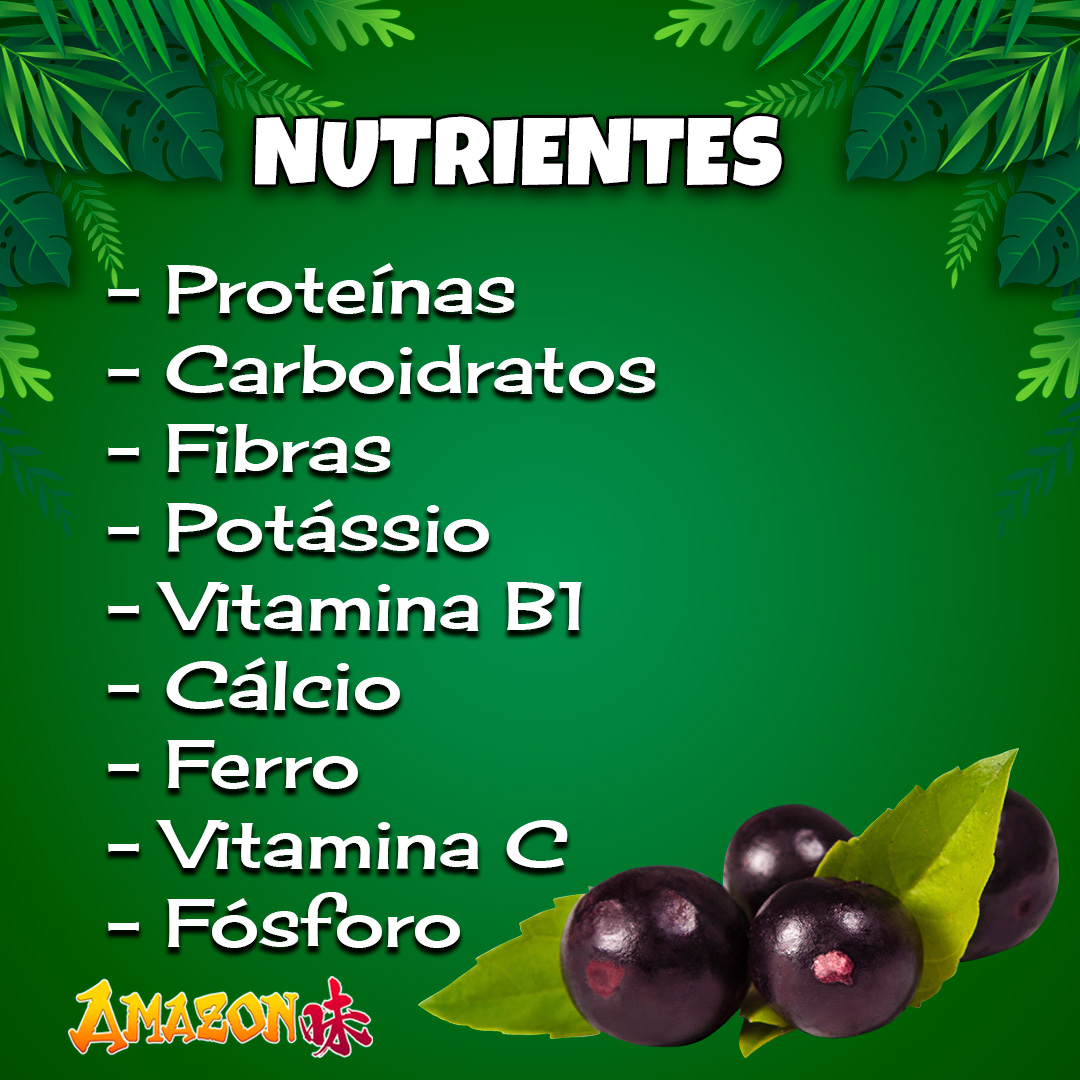 NUTRIENTES
- Proteínas
- Carboidratos
- Fibras
- Potássio
- Vitamina B1
- Cálcio
- Ferro
- Vitamina C
- Fósforo
AMAZON味